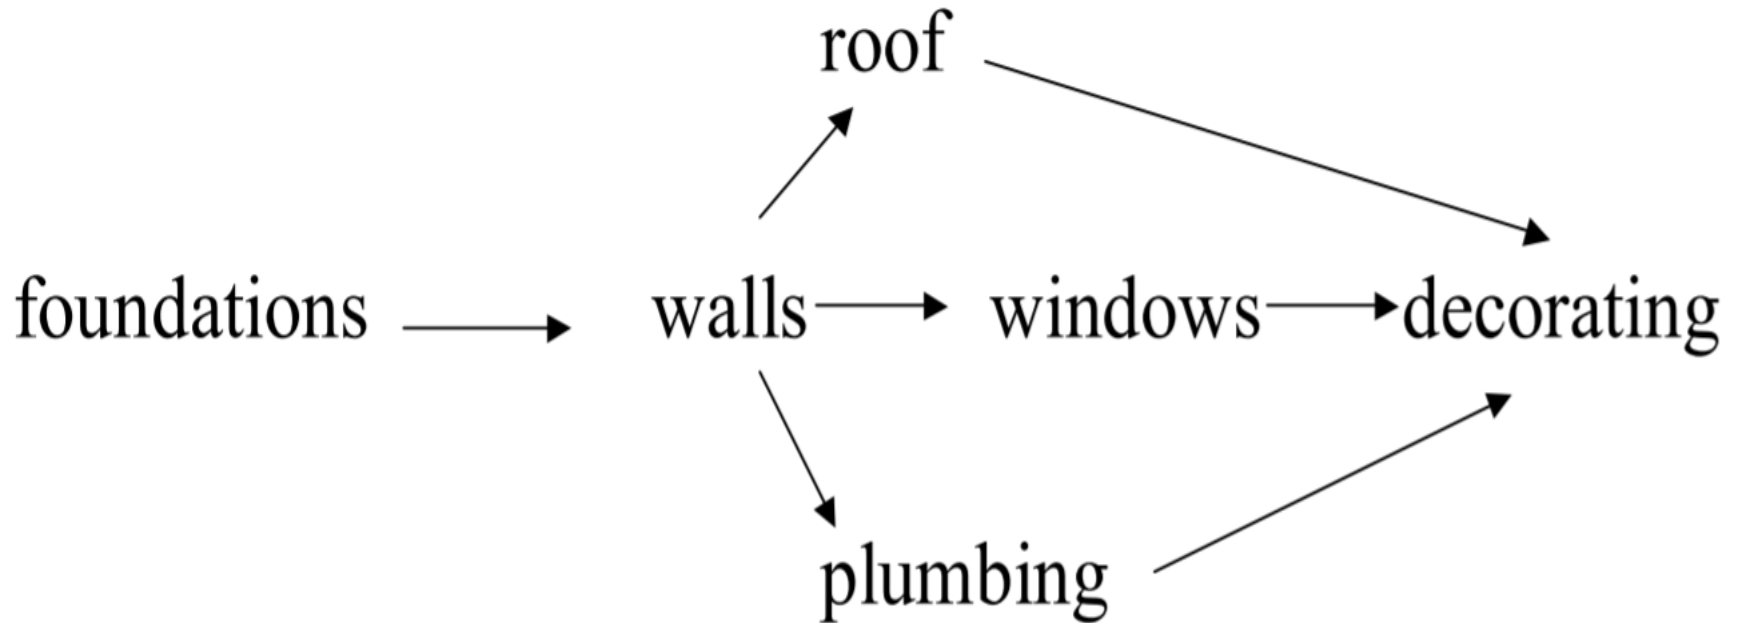 roof
foundations
walls
windows
decorating
plumbing